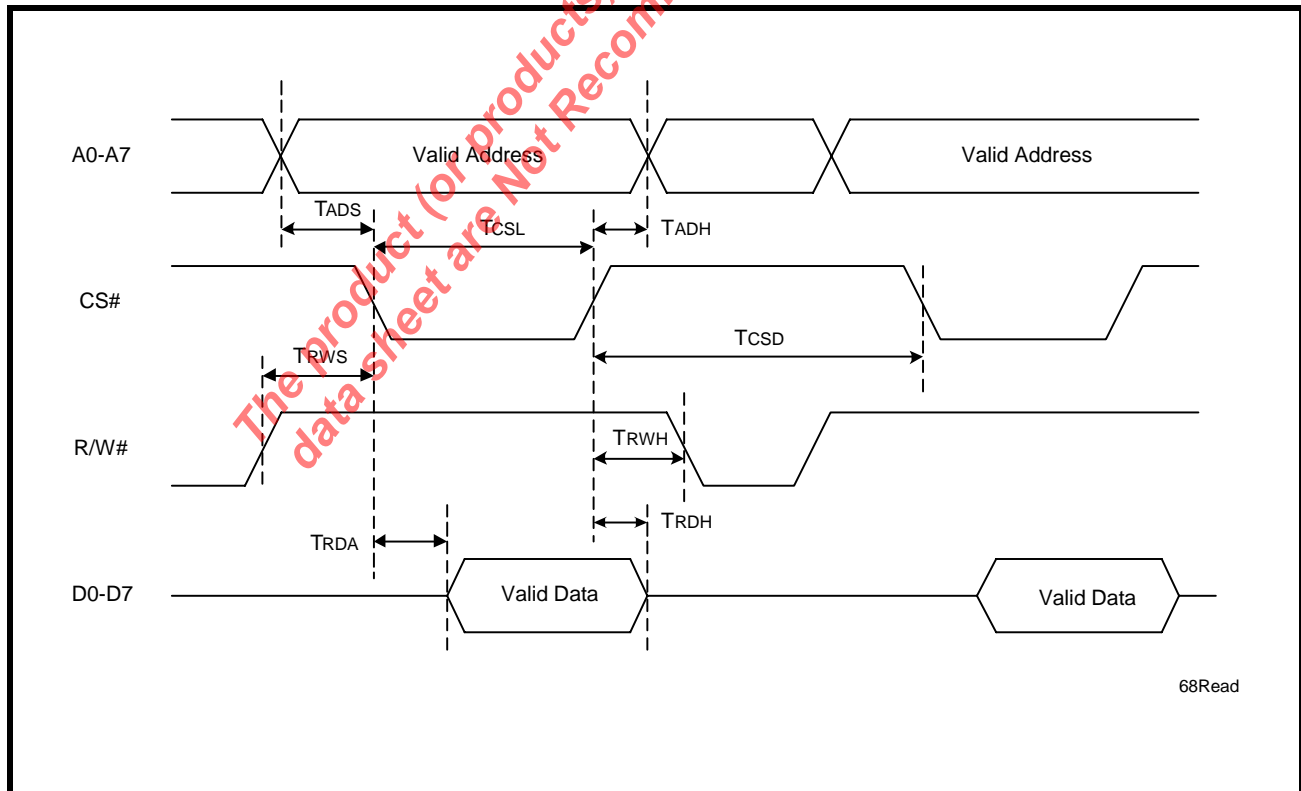 The product (or products)
data sheet are Not Recom
A0-A7
Valid Address
Valid Address
TADS
TCSL
TADH
CS#
TCSD
TRWS
R/W#
TRWH
TRDH
TRDA
D0-D7
Valid Data
Valid Data
68Read